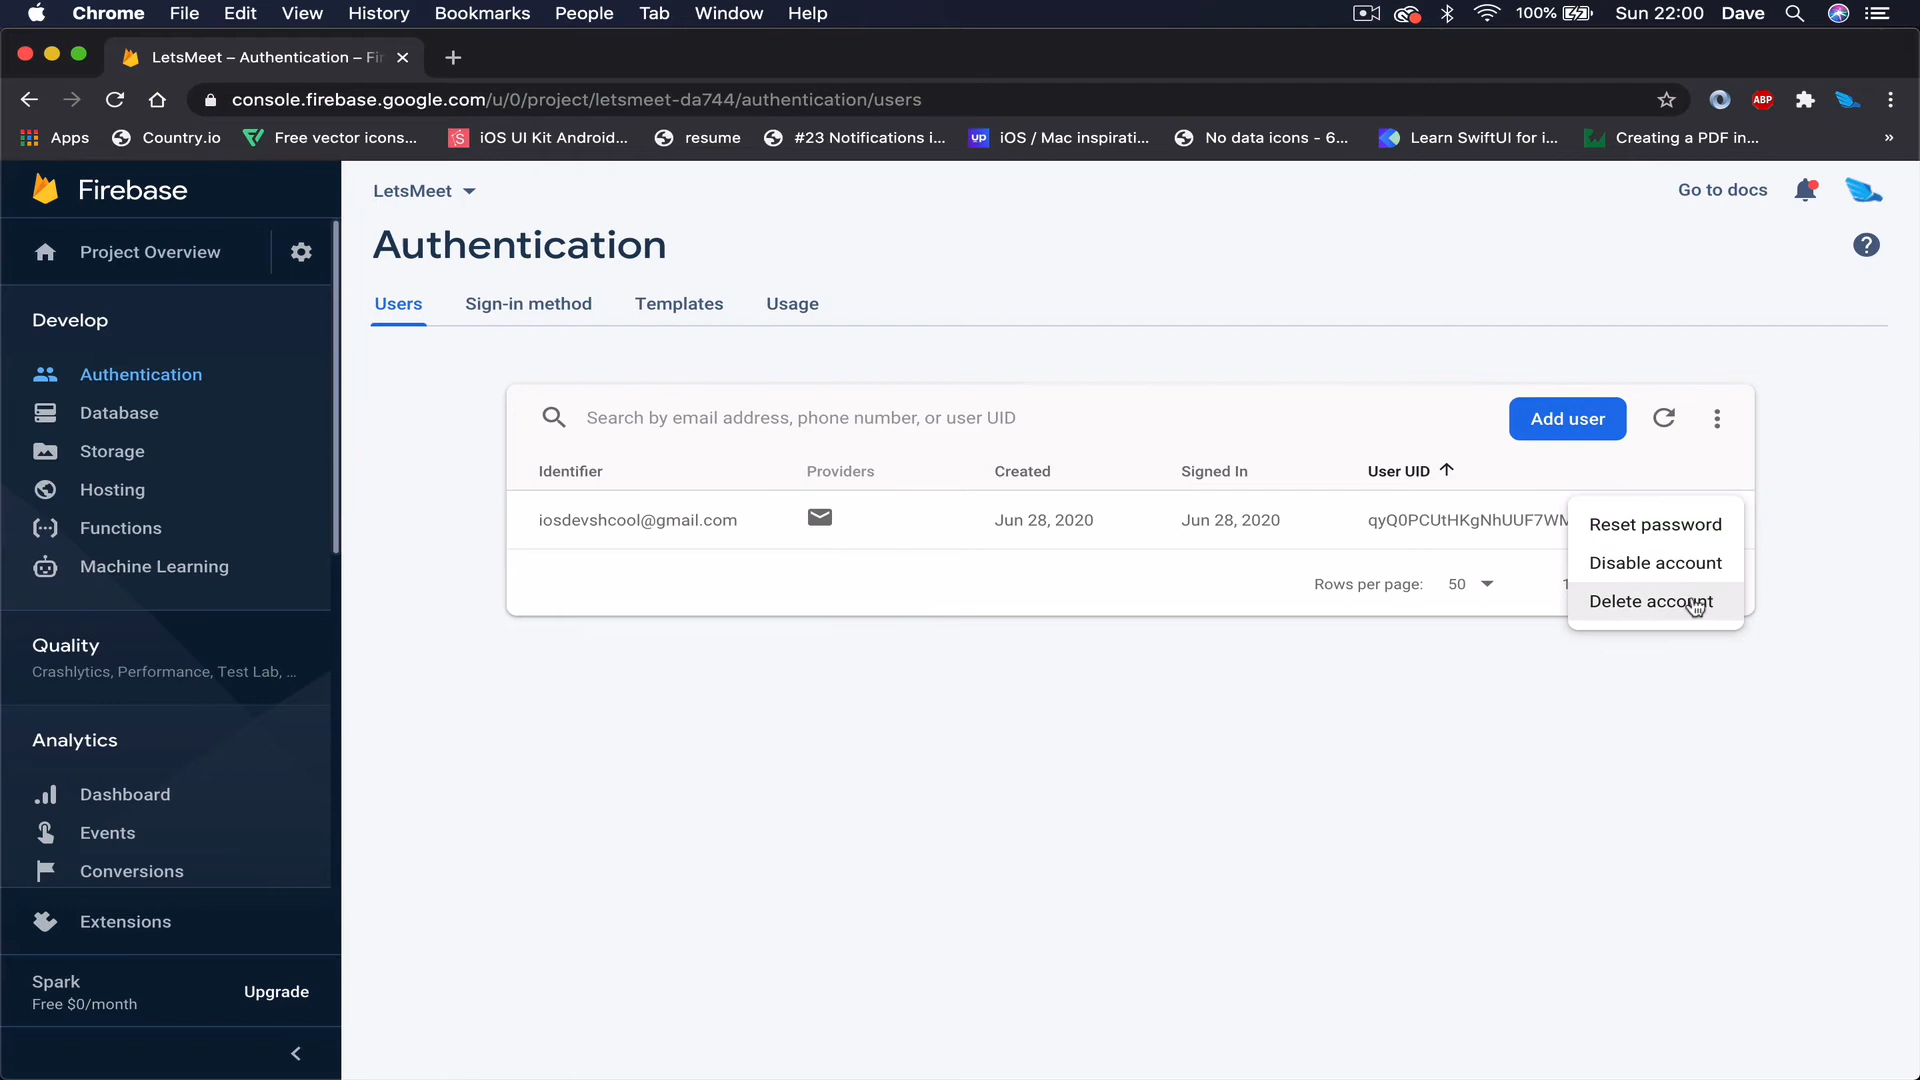 Chrome File Edit View History Bookmarks People Tab Window Help 100% Sun 22:00 Dave
LetsMeet – Authentication – Fir
console.firebase.google.com/u/0/project/letsmeet-da744/authentication/users
ABP
Apps Country.io Free vector icons... iOS UI Kit Android... resume #23 Notifications i... up iOS / Mac inspirati... No data icons - 6... Learn SwiftUI for i... Creating a PDF in... »
Firebase
LetsMeet
Go to docs
Project Overview
Authentication
Users Sign-in method Templates Usage
Develop
Authentication
Database
Storage
Hosting
Functions
Machine Learning
Quality
Crashlytics, Performance, Test Lab, ...
Analytics
Dashboard
Events
Conversions
Extensions
Spark
Free $0/month
Upgrade
Search by email address, phone number, or user UID
Add user
Identifier Providers Created Signed In User UID
iosdevshcool@gmail.com Jun 28, 2020 Jun 28, 2020 qyQ0PCUtHKgNhUUF7WM
Rows per page: 50
Reset password
Disable account
Delete account